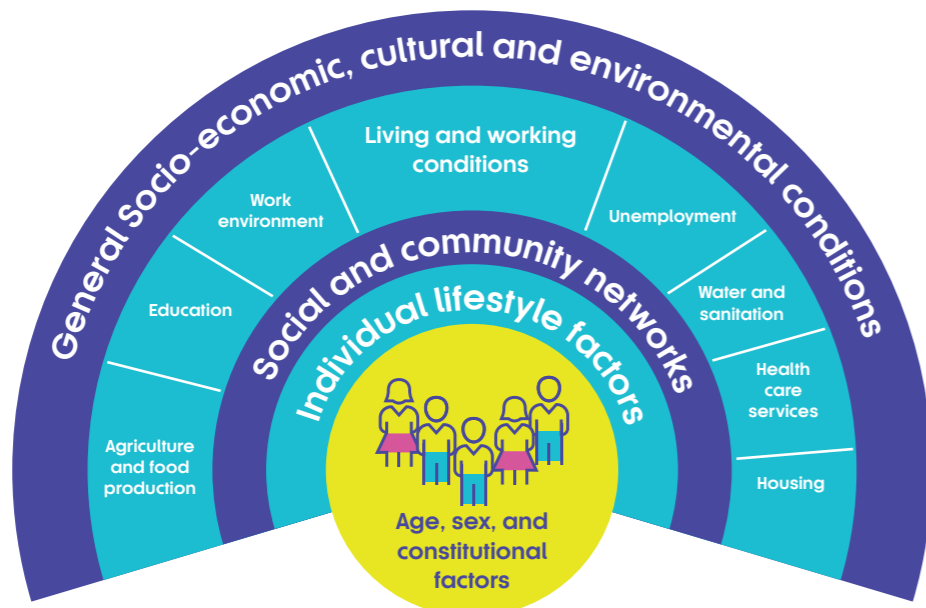 General Socio-economic, cultural and environmental conditions
Living and working
conditions
Work
environment
Unemployment
Education
Water and
sanitation
Agriculture
and food
production
Health
care
services
Housing
Social and community networks
Individual lifestyle factors
Age, sex, and
constitutional
factors